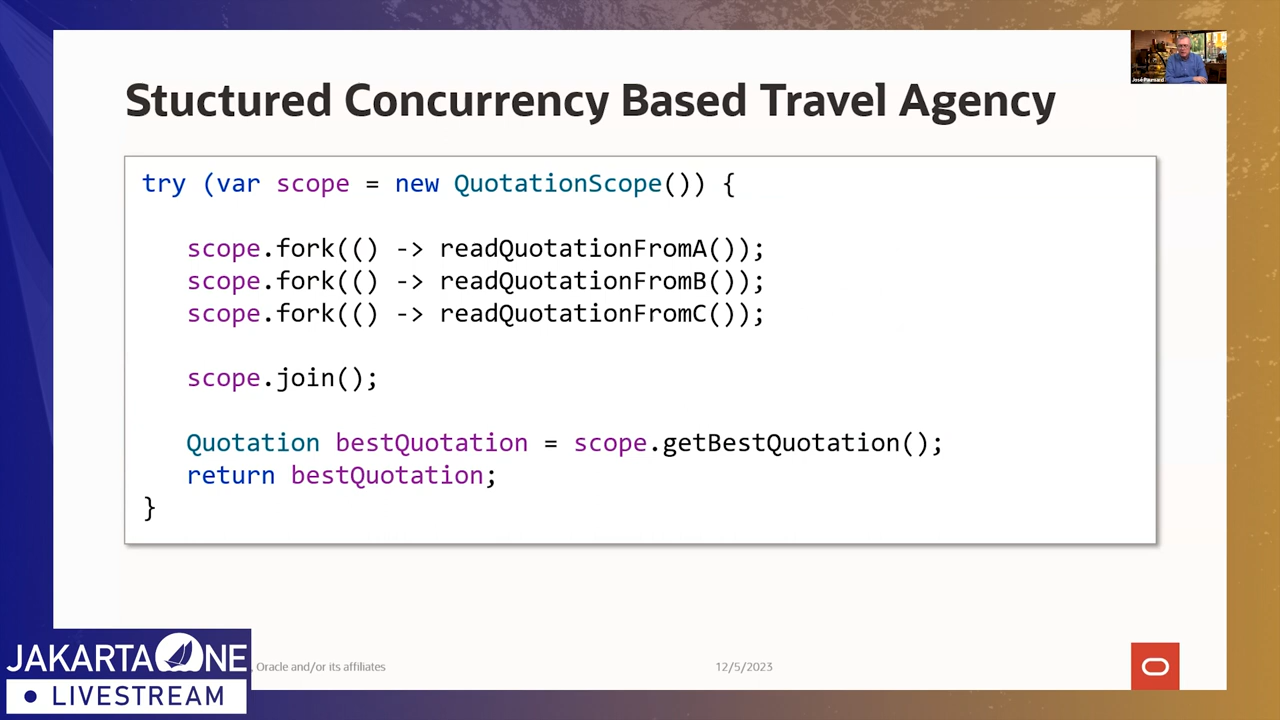 Stuctured Concurrency Based Travel Agency
try (var scope = new QuotationScope()) {
scope.fork(() -> readQuotationFromA());
scope.fork(() -> readQuotationFromB());
scope.fork(() -> readQuotationFromC());
scope.join();
Quotation bestQuotation = scope.getBestQuotation();
return bestQuotation;
}
José Paumard
JAKARTA ONE
LIVESTREAM
, Oracle and/or its affiliates
12/5/2023